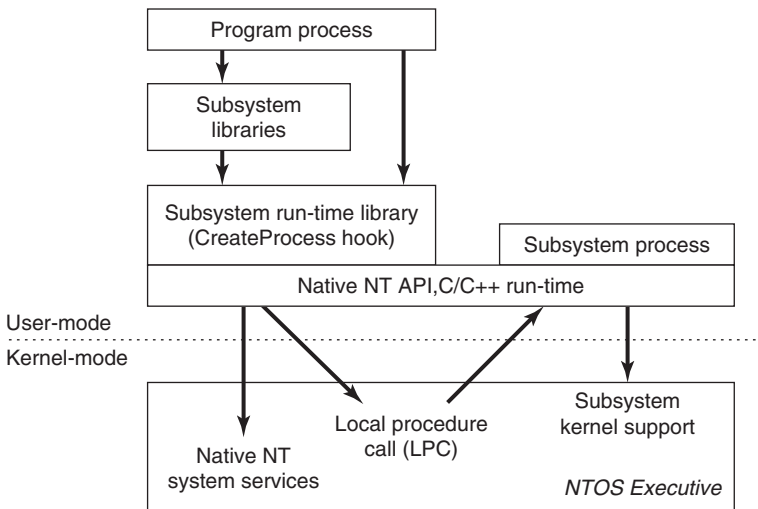 Program process
Subsystem
libraries
Subsystem run-time library
(CreateProcess hook)
Subsystem process
Native NT API,C/C++ run-time
User-mode
Kernel-mode
Subsystem
kernel support
Local procedure
call (LPC)
Native NT
system services
NTOS Executive